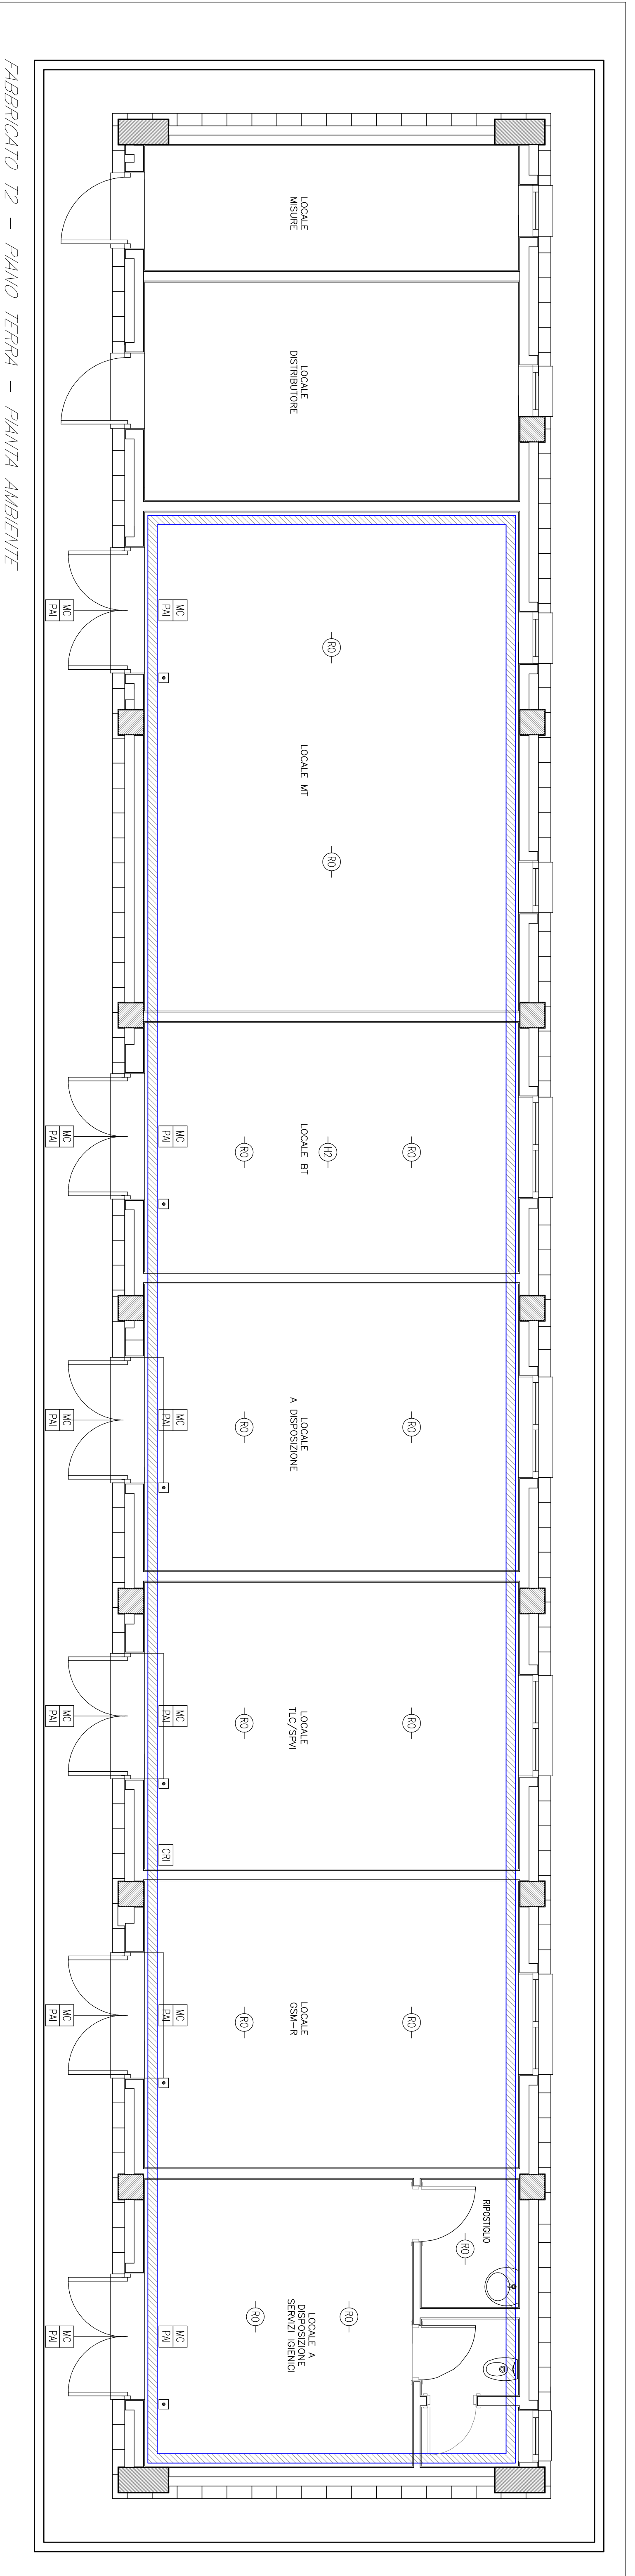 FABBRICATO T2 - PIANO TERRA - PIANTA AMBIENTE
LOCALE
MISURE
LOCALE
DISTRIBUTORE
MC
PAI
MC
PAI
RO
LOCALE MT
RO
MC
PAI
MC
PAI
RO
LOCALE BT
H2
RO
MC
PAI
MC
PAI
RO
LOCALE
A DISPOSIZIONE
RO
MC
PAI
MC
PAI
RO
LOCALE
TLC/SPVI
RO
CRI
MC
PAI
MC
PAI
RO
LOCALE
GSM-R
RO
RIPOSTIGLIO
RO
MC
PAI
MC
PAI
RO
LOCALE A
DISPOSIZIONE
SERVIZI IGIENICI
RO